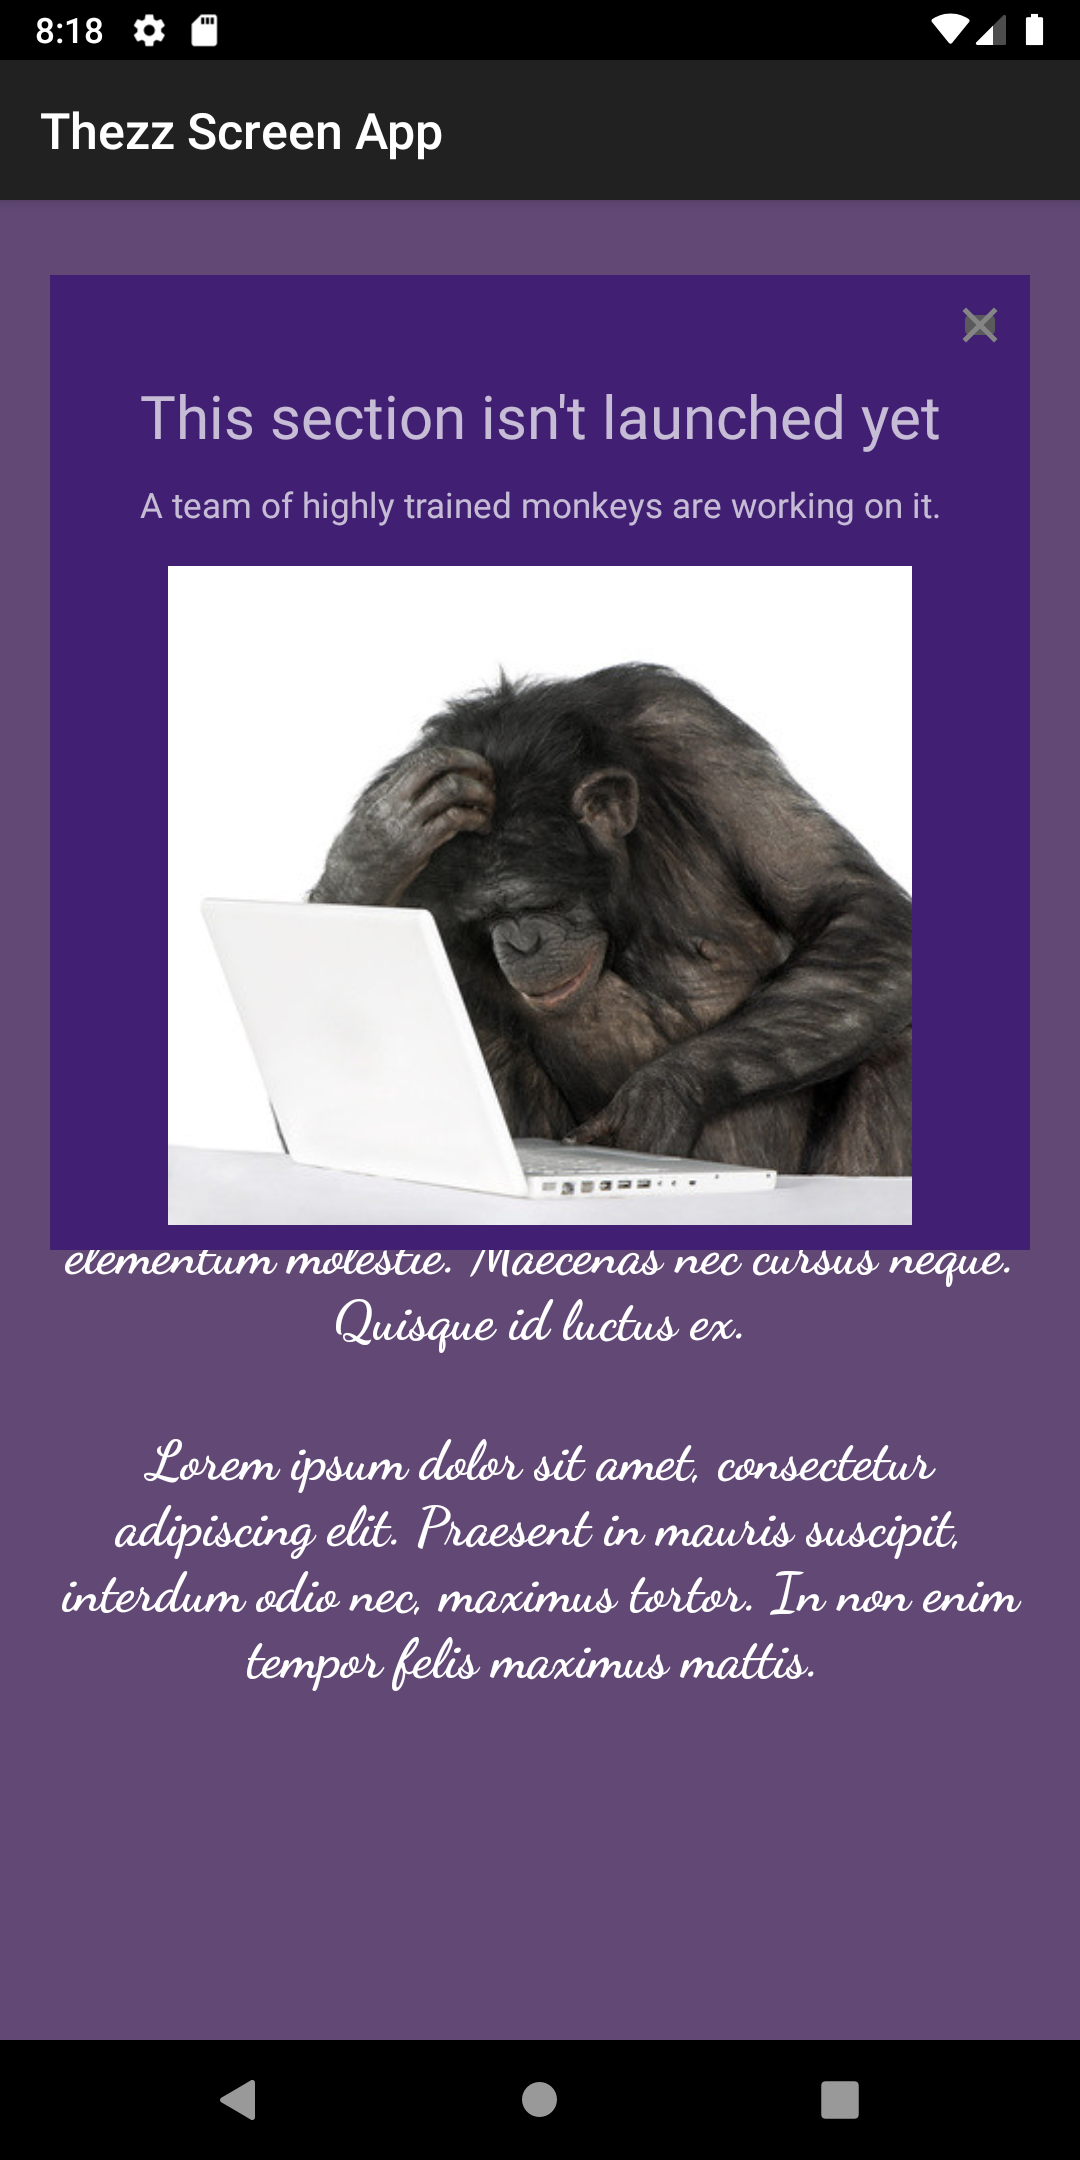 8:18
Thezz Screen App
This section isn't launched yet
A team of highly trained monkeys are working on it.
elementum molestie. Maecenas nec cursus neque.
Quisque id luctus ex.
Lorem ipsum dolor sit amet, consectetur
adipiscing elit. Praesent in mauris suscipit,
interdum odio nec, maximus tortor. In non enim
tempor felis maximus mattis.